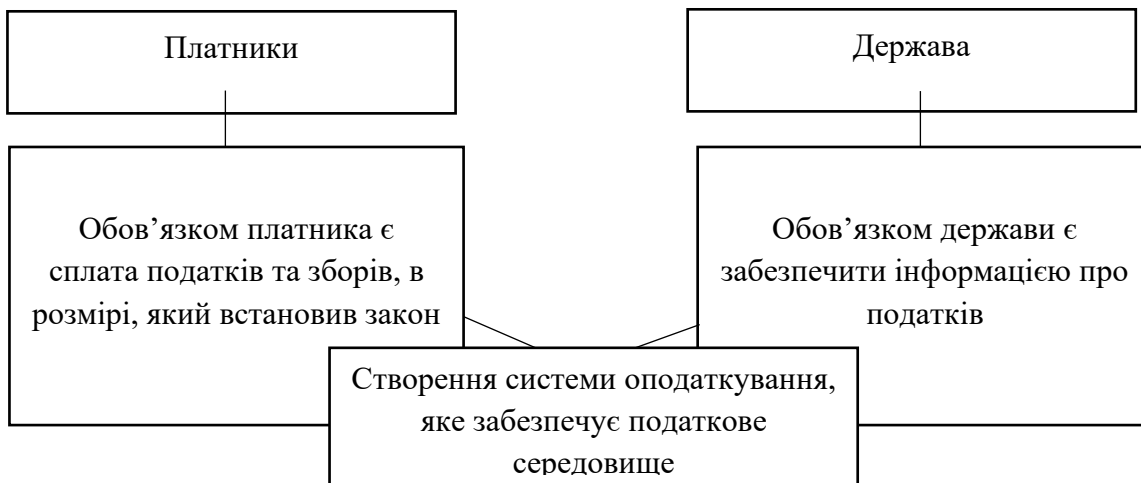 Платники
Держава
Обов’язком платника є
сплата податків та зборів, в
розмірі, який встановив закон
Обов’язком держави є
забезпечити інформацією про
податків
Створення системи оподаткування,
яке забезпечує податкове
середовище